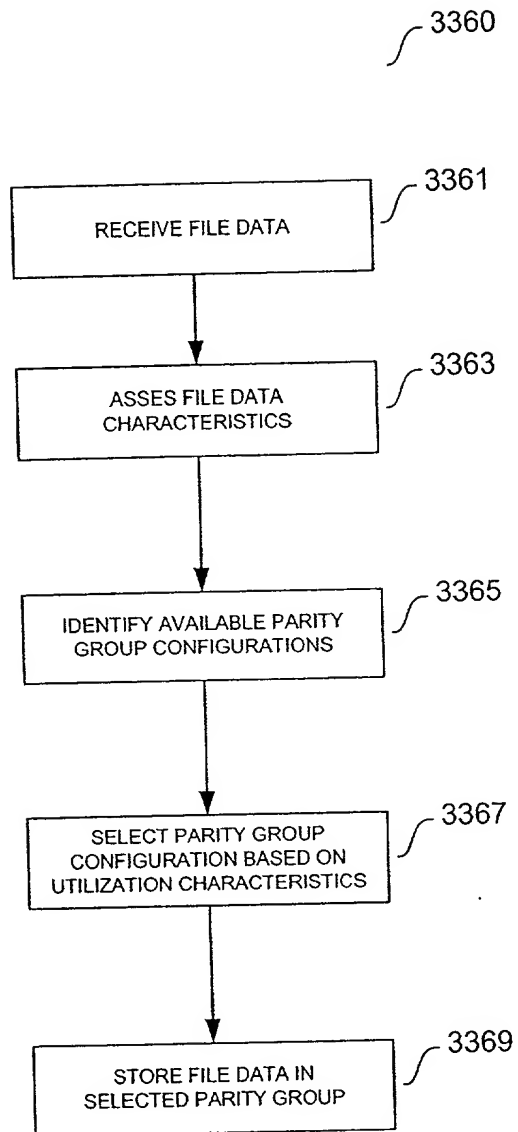 3360
3361
RECEIVE FILE DATA
3363
ASSES FILE DATA
CHARACTERISTICS
3365
IDENTIFY AVAILABLE PARITY
GROUP CONFIGURATIONS
3367
SELECT PARITY GROUP
CONFIGURATION BASED ON
UTILIZATION CHARACTERISTICS
3369
STORE FILE DATA IN
SELECTED PARITY GROUP